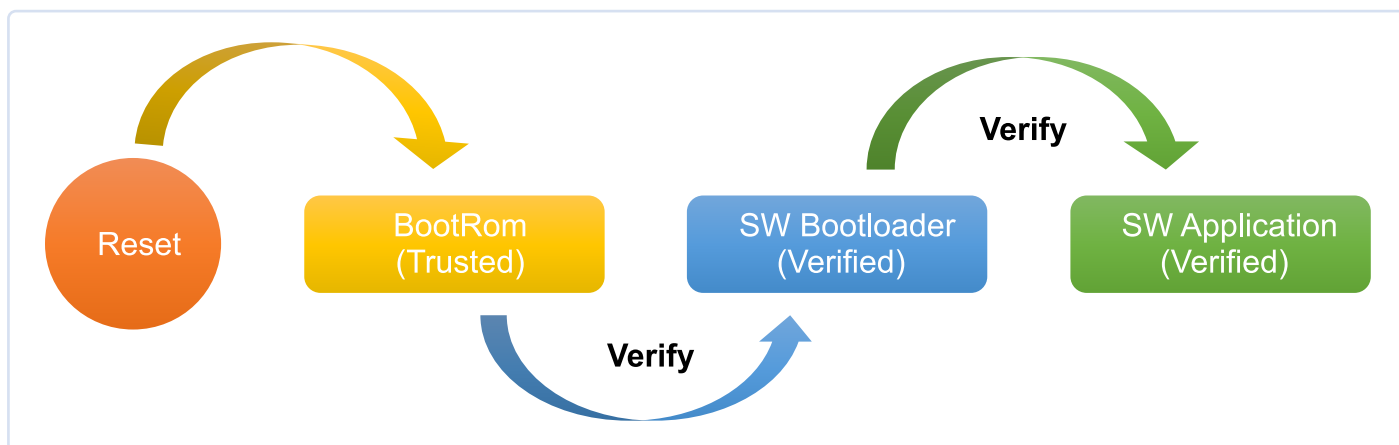 Reset
BootRom
(Trusted)
Verify
SW Bootloader
(Verified)
Verify
SW Application
(Verified)